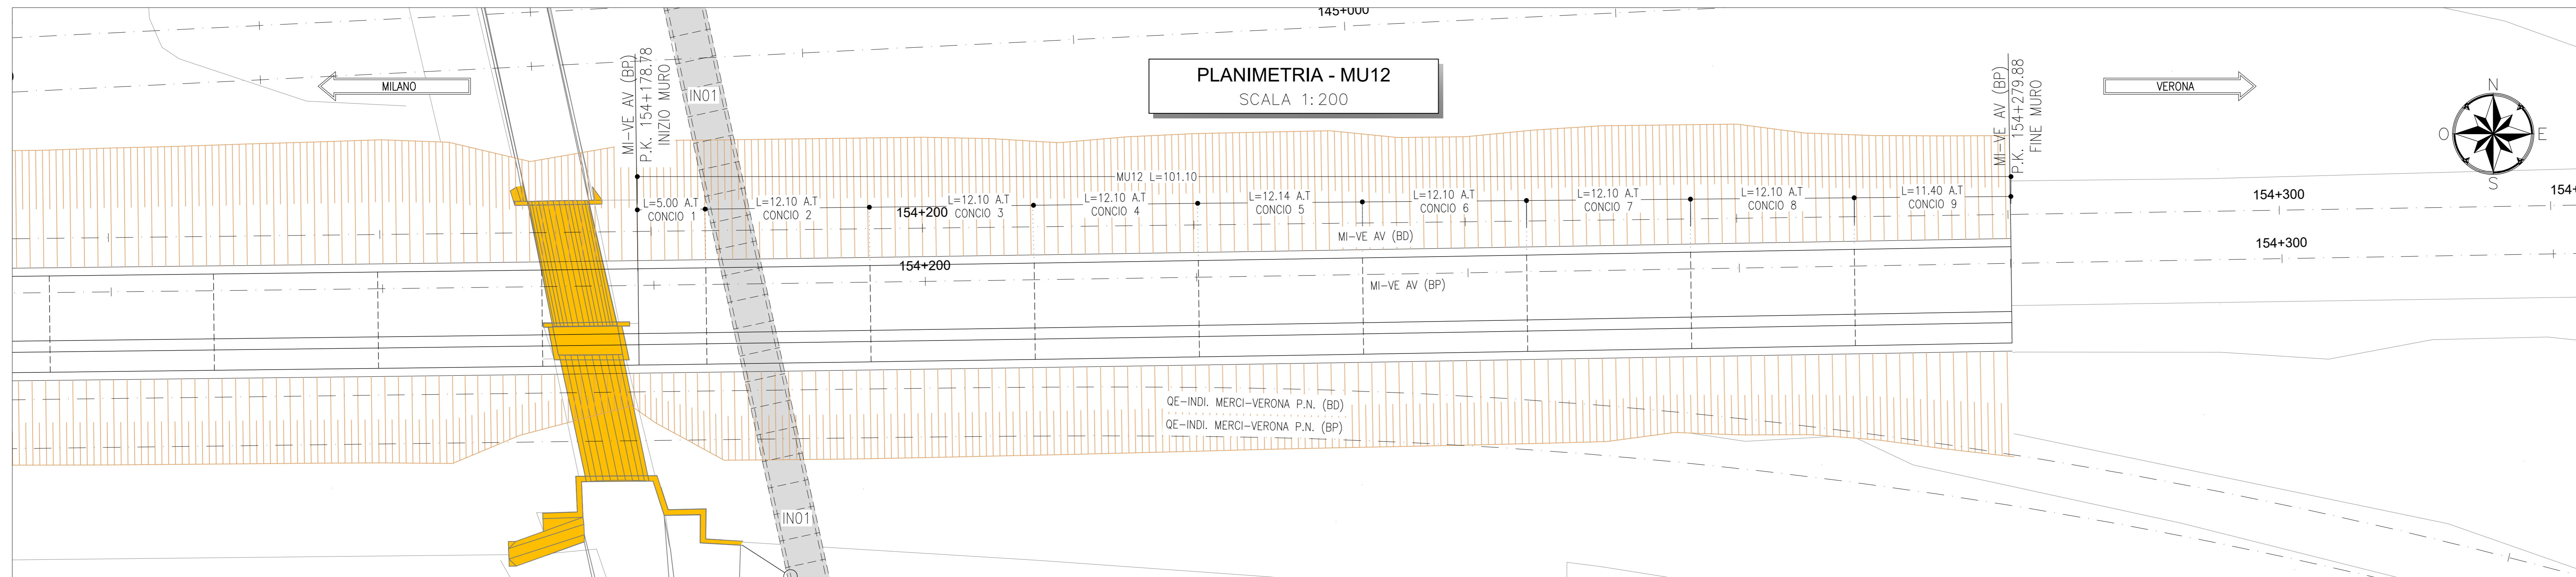 145+000
MILANO
MI-VE AV (BP)
P.K. 154+178.78
INIZIO MURO
IN01
PLANIMETRIA - MU12
SCALA 1:200
MI-VE AV (BP)
P.K. 154+279.88
FINE MURO
VERONA
N
O
E
S
MU12 L=101.10
L=5.00 A.T
CONCIO 1
L=12.10 A.T
CONCIO 2
154+200
L=12.10 A.T
CONCIO 3
L=12.10 A.T
CONCIO 4
L=12.14 A.T
CONCIO 5
L=12.10 A.T
CONCIO 6
L=12.10 A.T
CONCIO 7
L=12.10 A.T
CONCIO 8
L=11.40 A.T
CONCIO 9
154+300
MI-VE AV (BD)
154+300
154+200
MI-VE AV (BP)
QE-INDI. MERCI-VERONA P.N. (BD)
QE-INDI. MERCI-VERONA P.N. (BP)
IN01